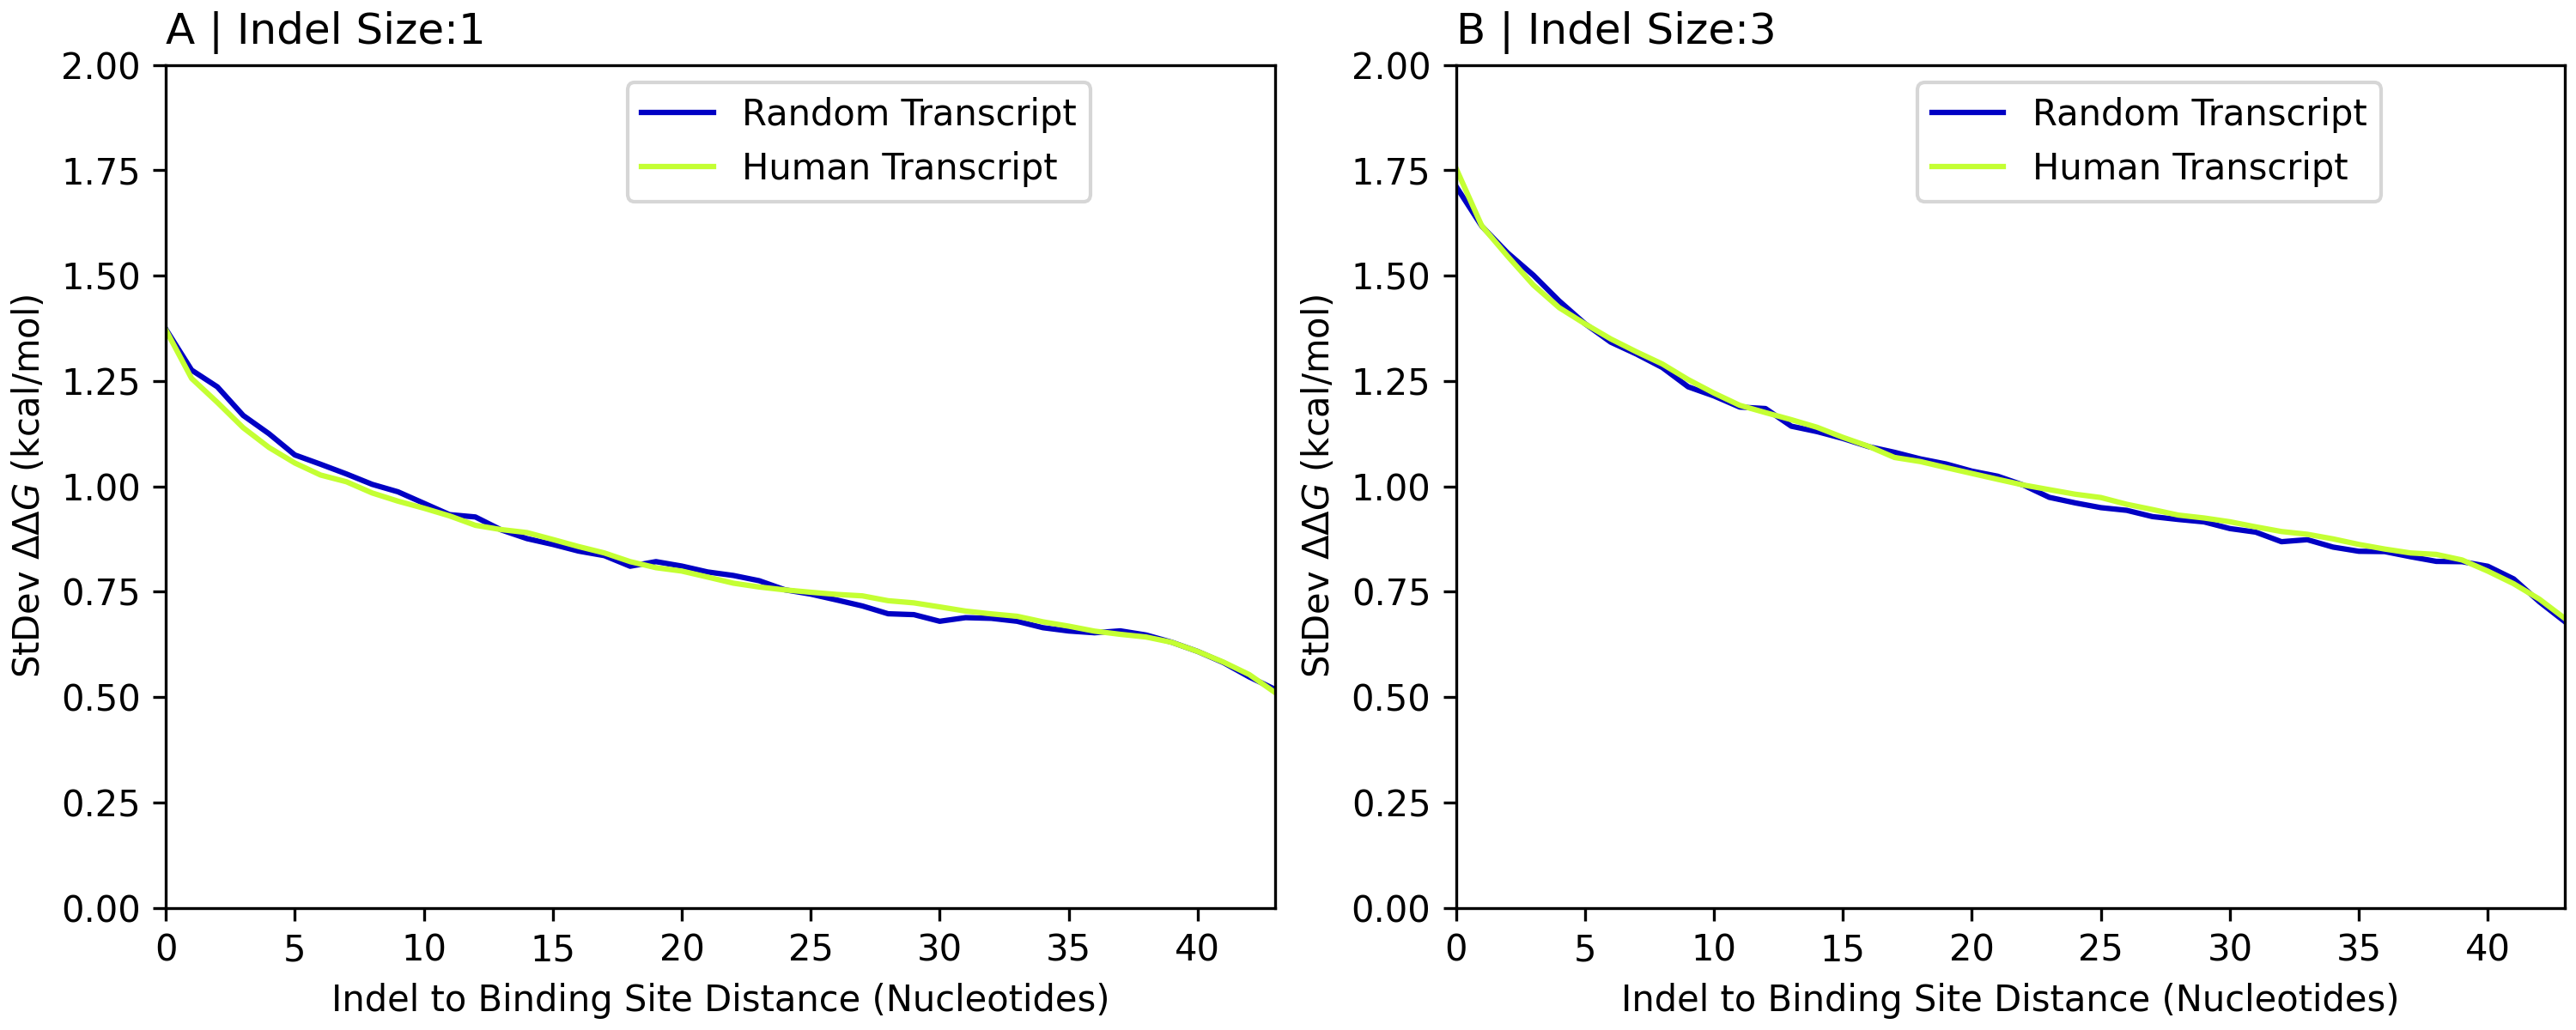 A | Indel Size:1
2.00
1.75
1.50
1.25
1.00
0.75
0.50
0.25
0.00
StDev ΔΔG (kcal/mol)
Random Transcript
Human Transcript
0 5 10 15 20 25 30 35 40
Indel to Binding Site Distance (Nucleotides)
B | Indel Size:3
2.00
1.75
1.50
1.25
1.00
0.75
0.50
0.25
0.00
StDev ΔΔG (kcal/mol)
Random Transcript
Human Transcript
0 5 10 15 20 25 30 35 40
Indel to Binding Site Distance (Nucleotides)